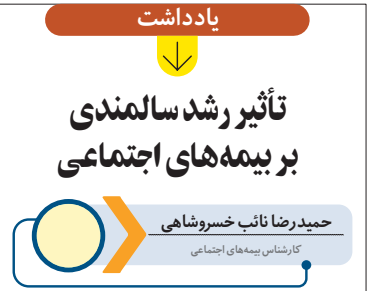 یادداشت
تأثیر رشد سالمندی
بر بیمه‌های اجتماعی
حمیدرضا نائب خسروشاهی
کارشناس بیمه‌های اجتماعی